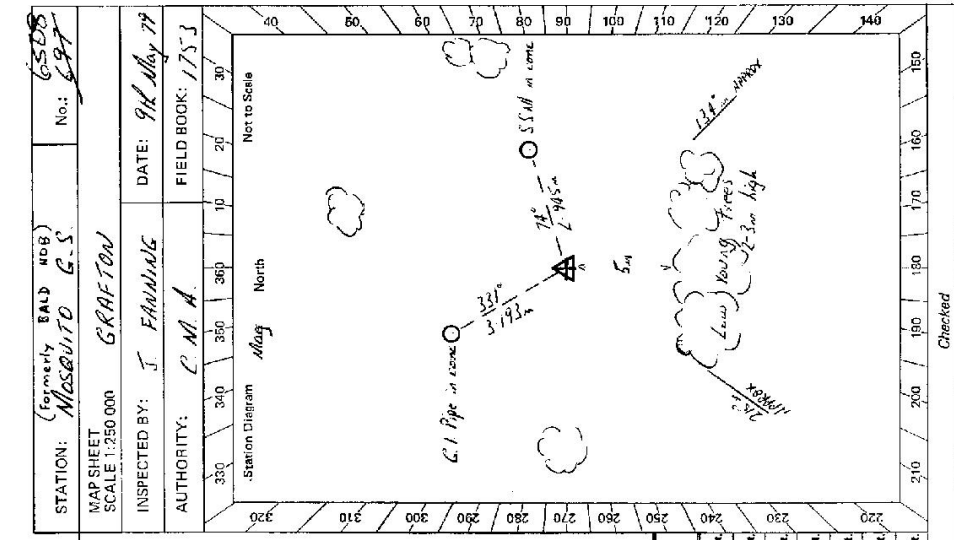 (Formerly BALD NDB)
STATION: MOSQUITO G.S.
No.: 6508
697
MAP SHEET
SCALE 1:250 000 GRAFTON
INSPECTED BY: J. FANNING
DATE: 9th May 79
AUTHORITY: C.M.A.
FIELD BOOK: 1753
330 340 350 360 10 20 30
Station Diagram
Mag North
Not to Scale
40 50 60 70 80 90 100 110 120 130 140
150 160 170 180 190 200 210
320 310 300 290 280 270 260 250 240 230 220
G.I. Pipe in cone
331°
3.193m
74°
2.945m
SSM in cone
5m
Low Young Trees
2-3m high
134° APPROX
APPROX
Checked